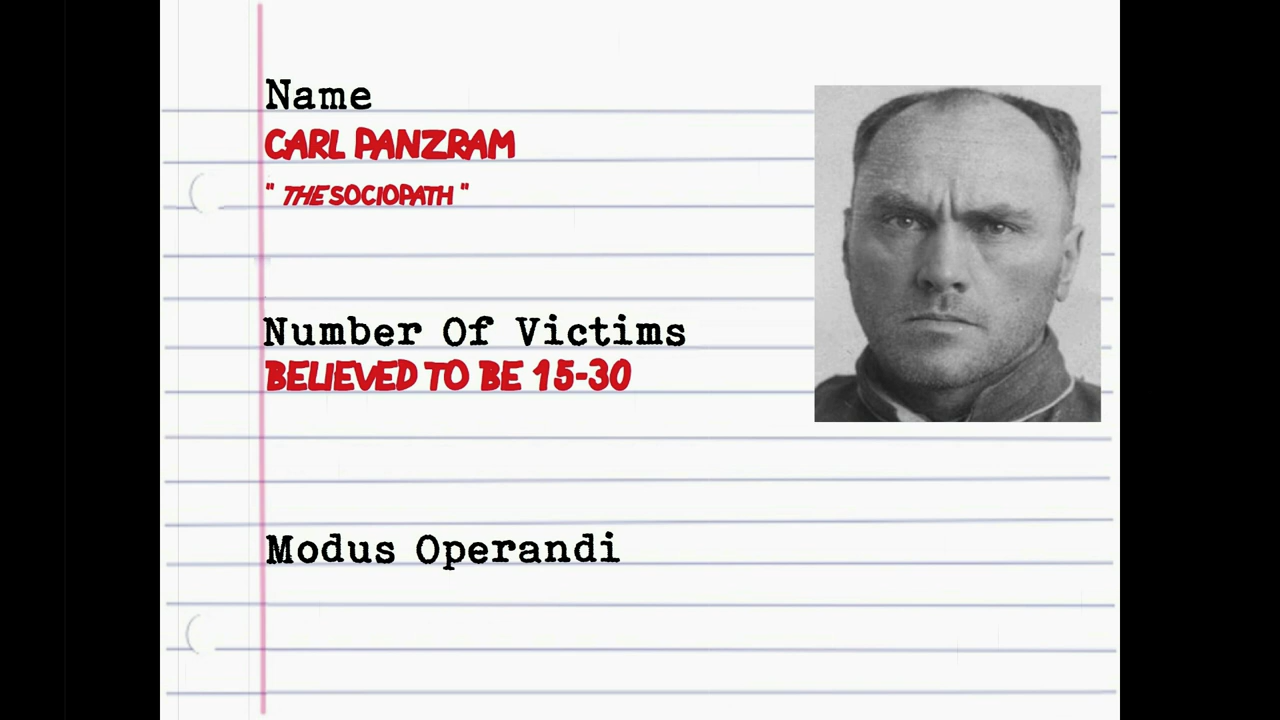 Name
CARL PANZRAM
" THE SOCIOPATH "
Number Of Victims
BELIEVED TO BE 15-30
Modus Operandi